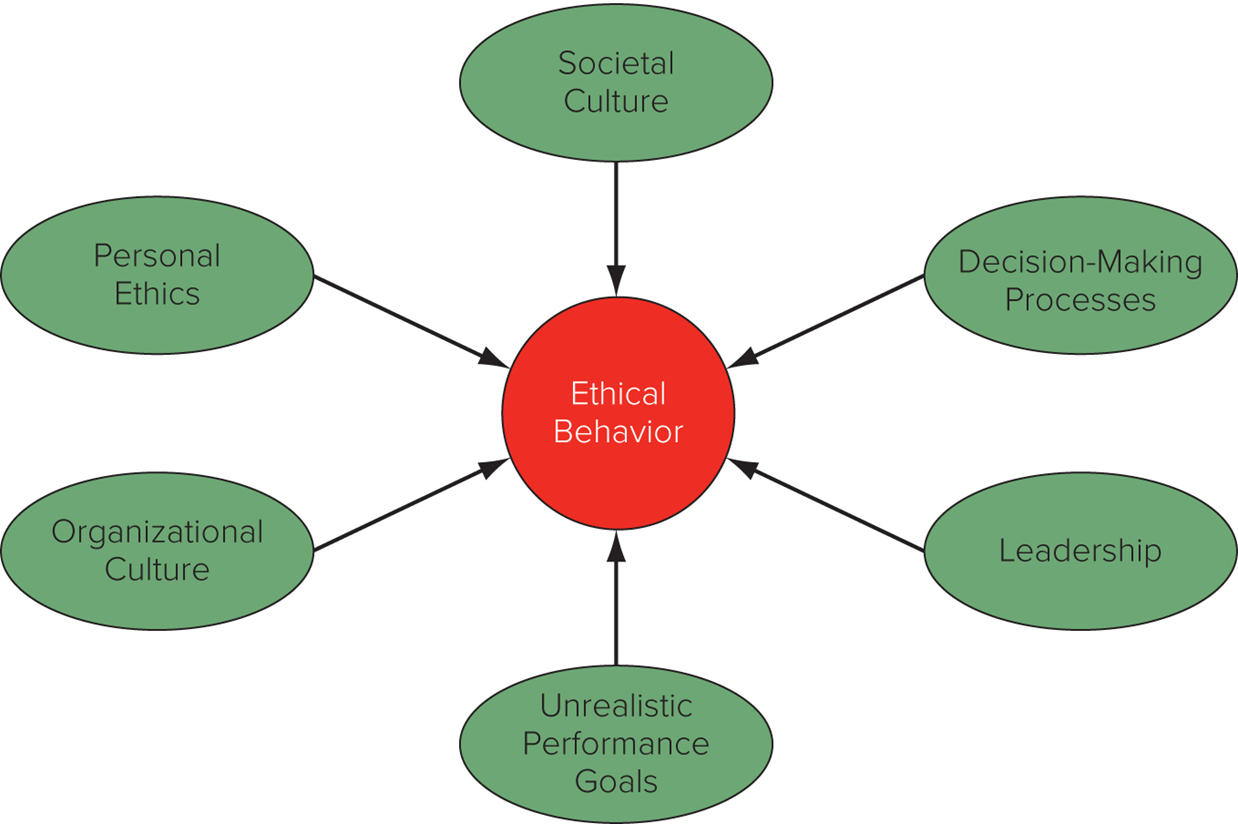 Societal
Culture
Personal
Ethics
Decision-Making
Processes
Ethical
Behavior
Organizational
Culture
Leadership
Unrealistic
Performance
Goals